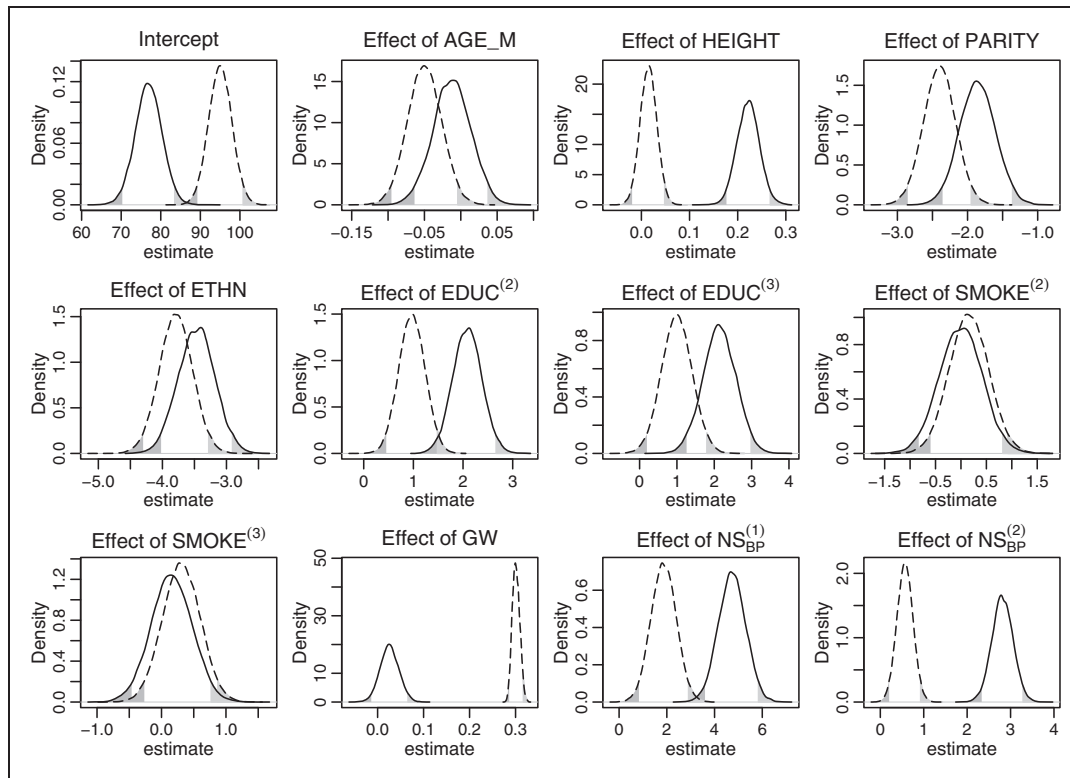 Intercept
Density
0.00 0.06 0.12
60 70 80 90 100
estimate
Effect of AGE_M
Density
0 5 10 15
−0.15 −0.05 0.05
estimate
Effect of HEIGHT
Density
0 5 10 20
0.0 0.1 0.2 0.3
estimate
Effect of PARITY
Density
0.0 0.5 1.0 1.5
−3.0 −2.0 −1.0
estimate
Effect of ETHN
Density
0.0 0.5 1.0 1.5
−5.0 −4.0 −3.0
estimate
Effect of EDUC(2)
Density
0.0 0.5 1.0 1.5
0 1 2 3
estimate
Effect of EDUC(3)
Density
0.0 0.4 0.8
0 1 2 3 4
estimate
Effect of SMOKE(2)
Density
0.0 0.4 0.8
−1.5 −0.5 0.5 1.5
estimate
Effect of SMOKE(3)
Density
0.0 0.4 0.8 1.2
−1.0 0.0 1.0
estimate
Effect of GW
Density
0 10 30 50
0.0 0.1 0.2 0.3
estimate
Effect of NS(1)BP
Density
0.0 0.2 0.4 0.6
0 2 4 6
estimate
Effect of NS(2)BP
Density
0.0 1.0 2.0
0 1 2 3 4
estimate